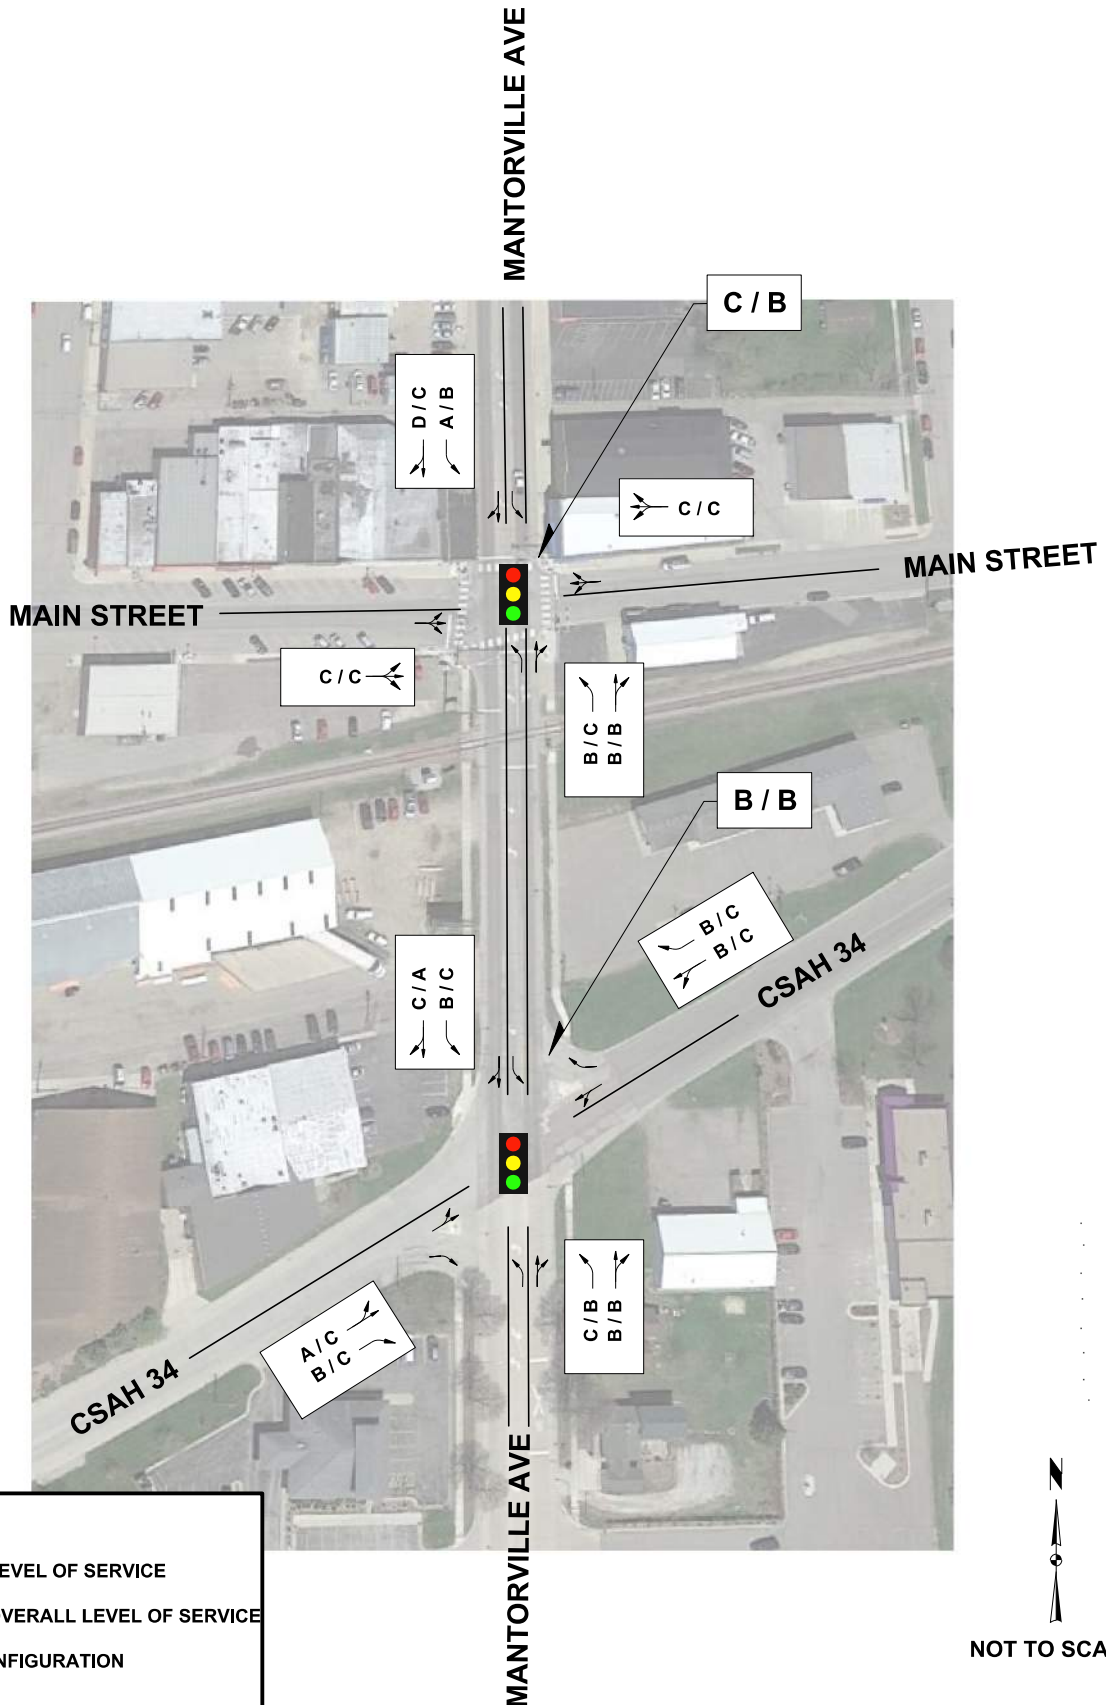 MANTORVILLE AVE
C / B
D / C
A / B
C / C
MAIN STREET
MAIN STREET
C / C
B / C
B / B
B / B
B / C
B / C
CSAH 34
C / A
B / C
A / C
B / C
C / B
B / B
CSAH 34
MANTORVILLE AVE
N
EVEL OF SERVICE
OVERALL LEVEL OF SERVICE
NFIGURATION
NOT TO SCA